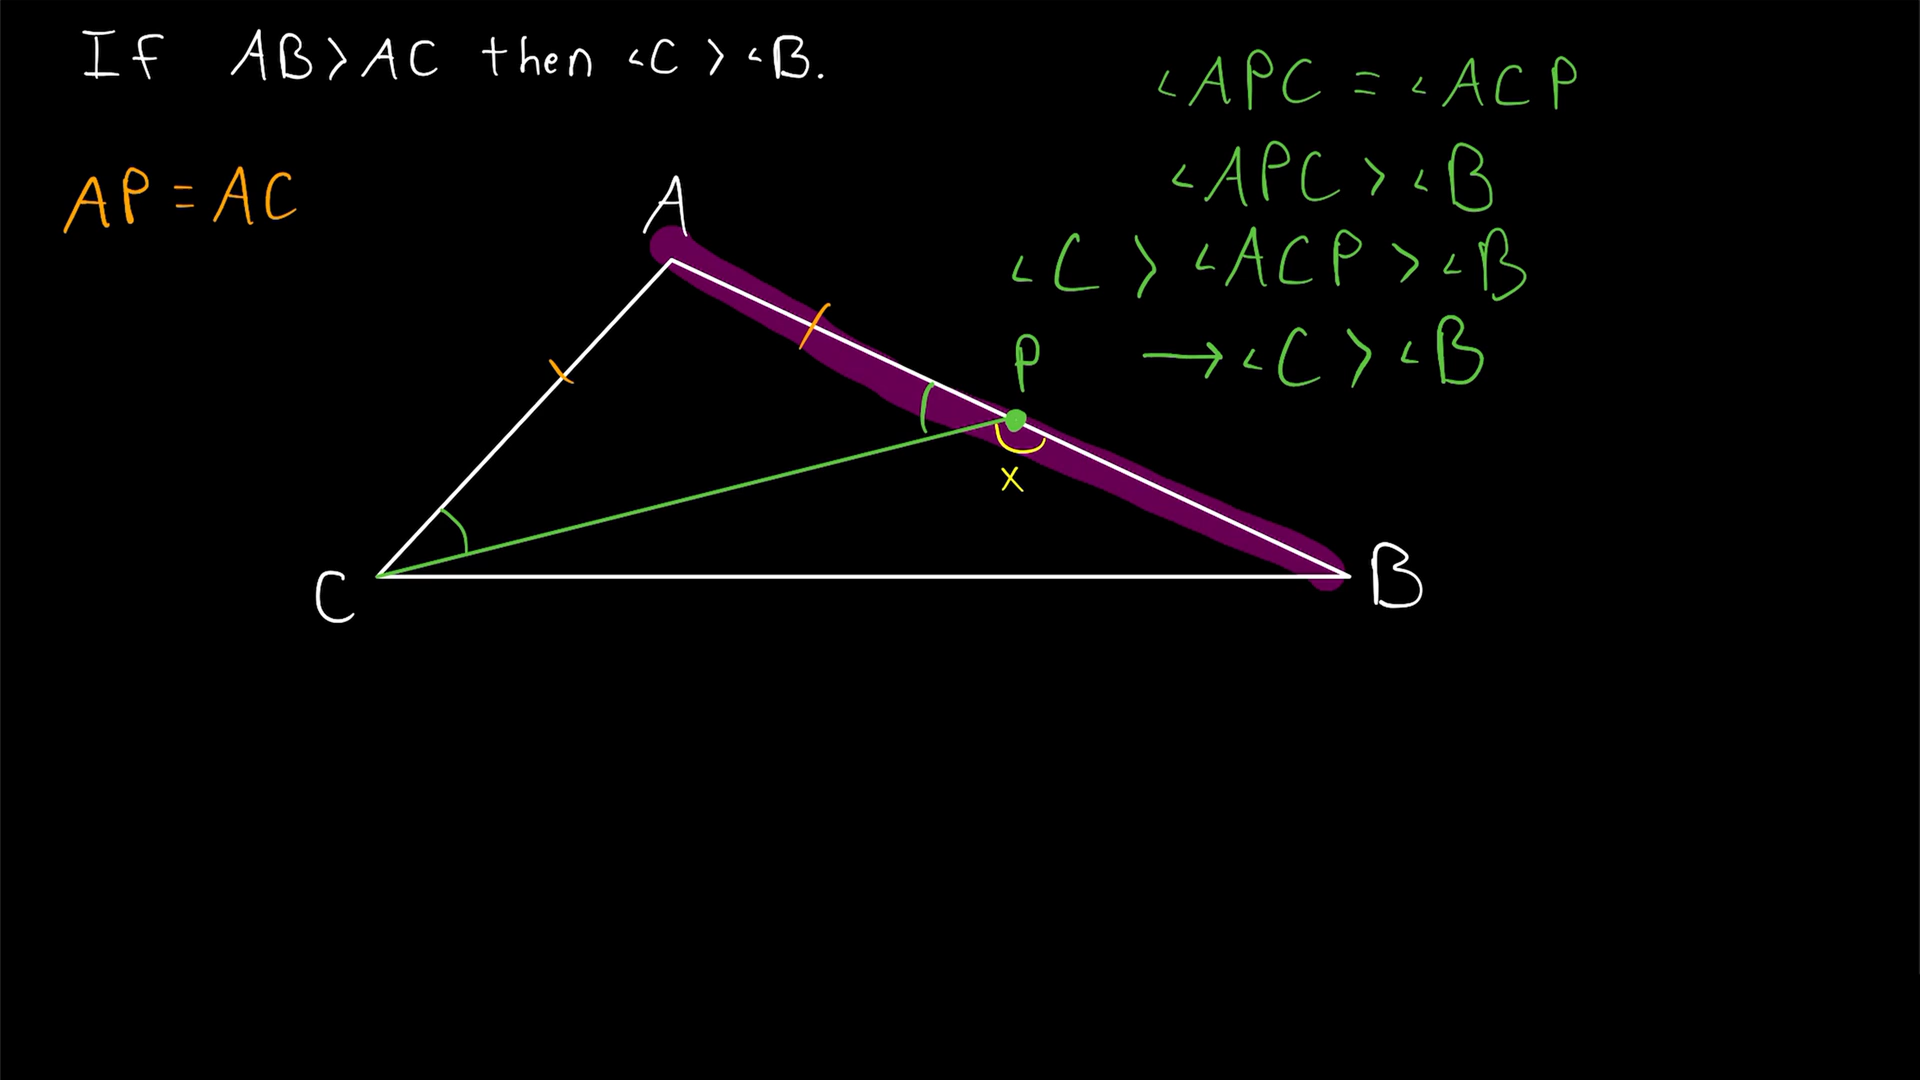 If AB>AC then <C > <B.
AP = AC
<APC = <ACP
<APC > <B
<C > <ACP > <B
→ <C > <B
A
P
x
C
B